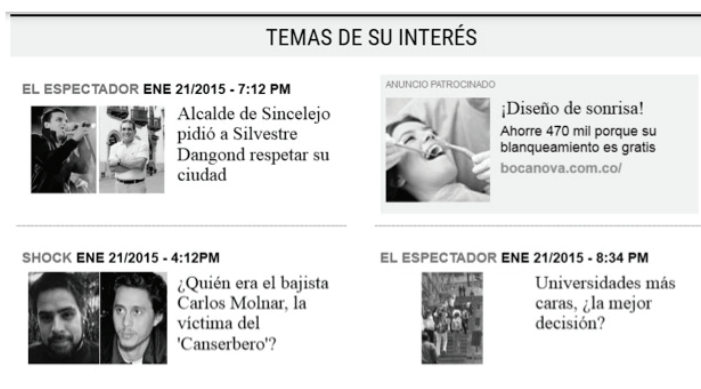 TEMAS DE SU INTERÉS
EL ESPECTADOR ENE 21/2015 - 7:12 PM
Alcalde de Sincelejo
pidió a Silvestre
Dangond respetar su
ciudad
ANUNCIO PATROCINADO
¡Diseño de sonrisa!
Ahorre 470 mil porque su
blanqueamiento es gratis
bocanova.com.co/
SHOCK ENE 21/2015 - 4:12PM
¿Quién era el bajista
Carlos Molnar, la
víctima del
'Canserbero'?
EL ESPECTADOR ENE 21/2015 - 8:34 PM
Universidades más
caras, ¿la mejor
decisión?